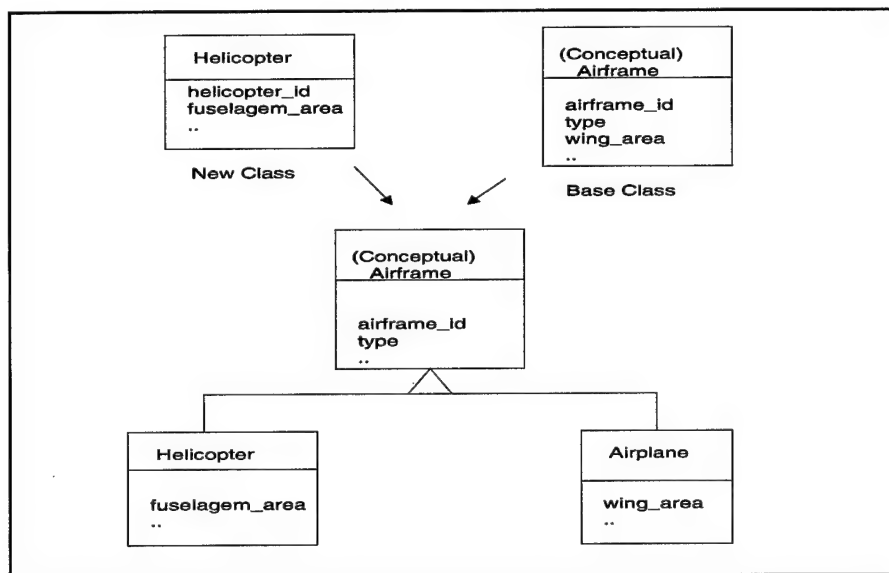 Helicopter
helicopter_id
fuselagem_area
..
New Class
(Conceptual)
Airframe
airframe_id
type
wing_area
..
Base Class
(Conceptual)
Airframe
airframe_id
type
..
Helicopter
fuselagem_area
..
Airplane
wing_area
..